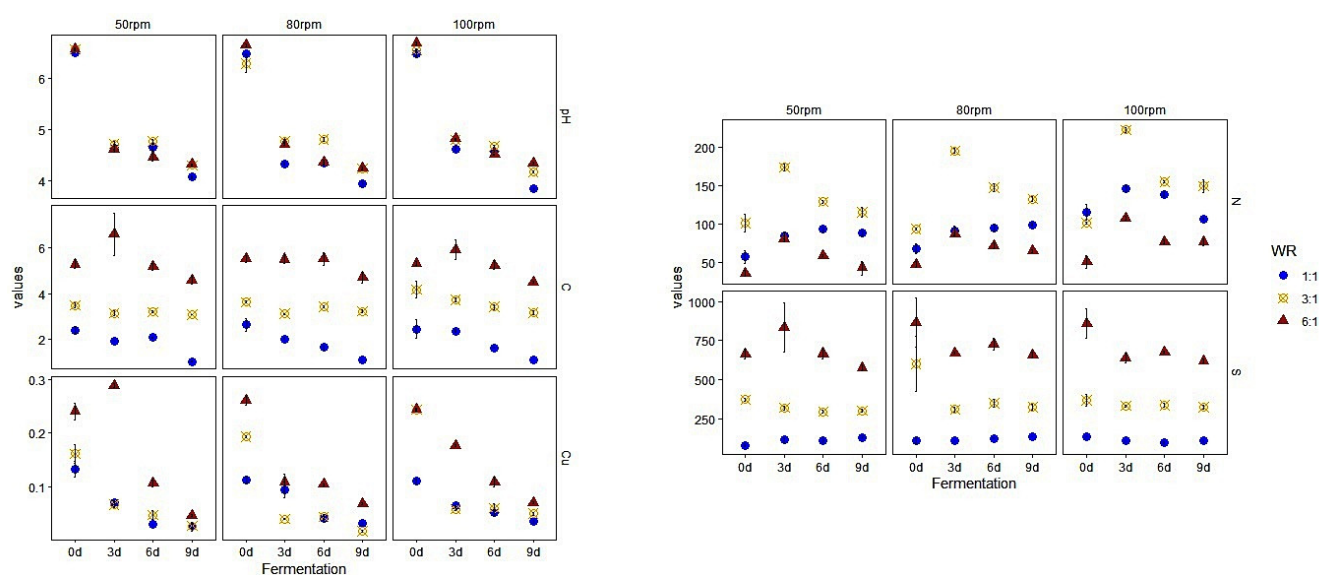 50rpm 80rpm 100rpm
6
5
4
pH
6
4
2
C
values
0.3
0.2
0.1
Cu
0d 3d 6d 9d 0d 3d 6d 9d 0d 3d 6d 9d
Fermentation
50rpm 80rpm 100rpm
200
150
100
50
N
values
1000
750
500
250
S
0d 3d 6d 9d 0d 3d 6d 9d 0d 3d 6d 9d
Fermentation
WR
1:1
3:1
6:1